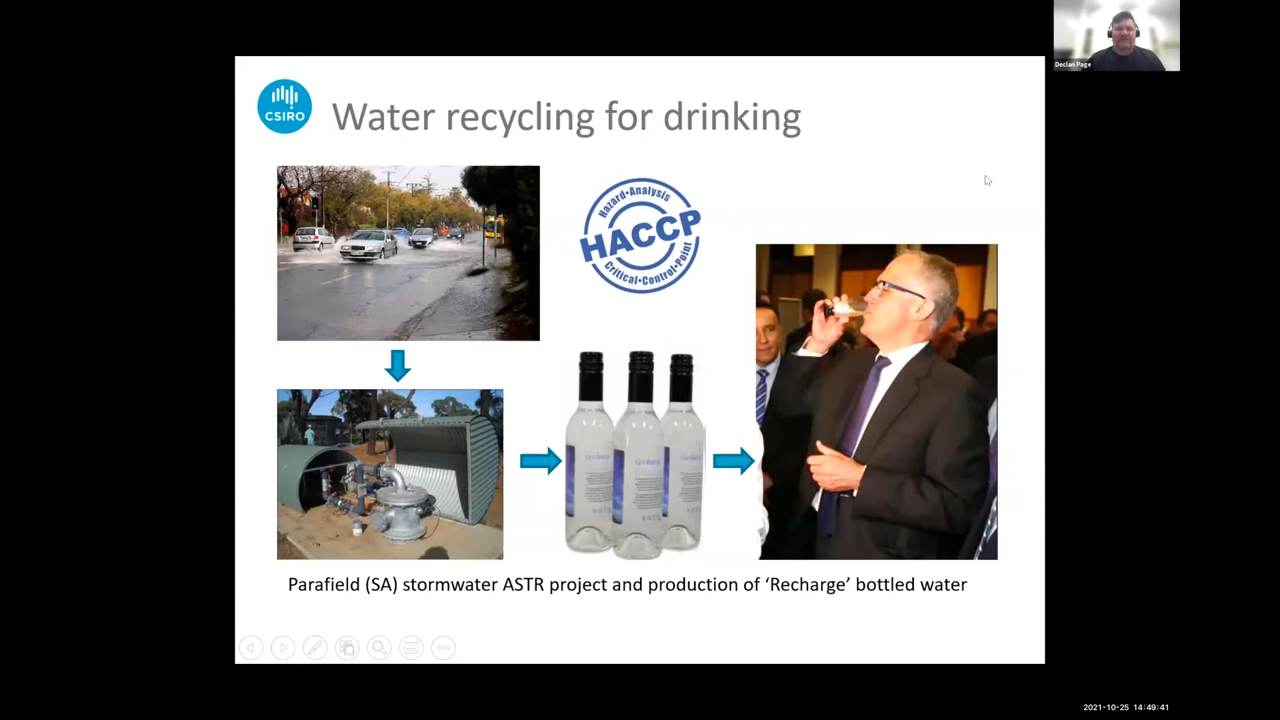 Declan Page
CSIRO
Water recycling for drinking
Hazard•Analysis
HACCP
Critical•Control•Point
Parafield (SA) stormwater ASTR project and production of ‘Recharge’ bottled water
2021-10-25 14:49:41